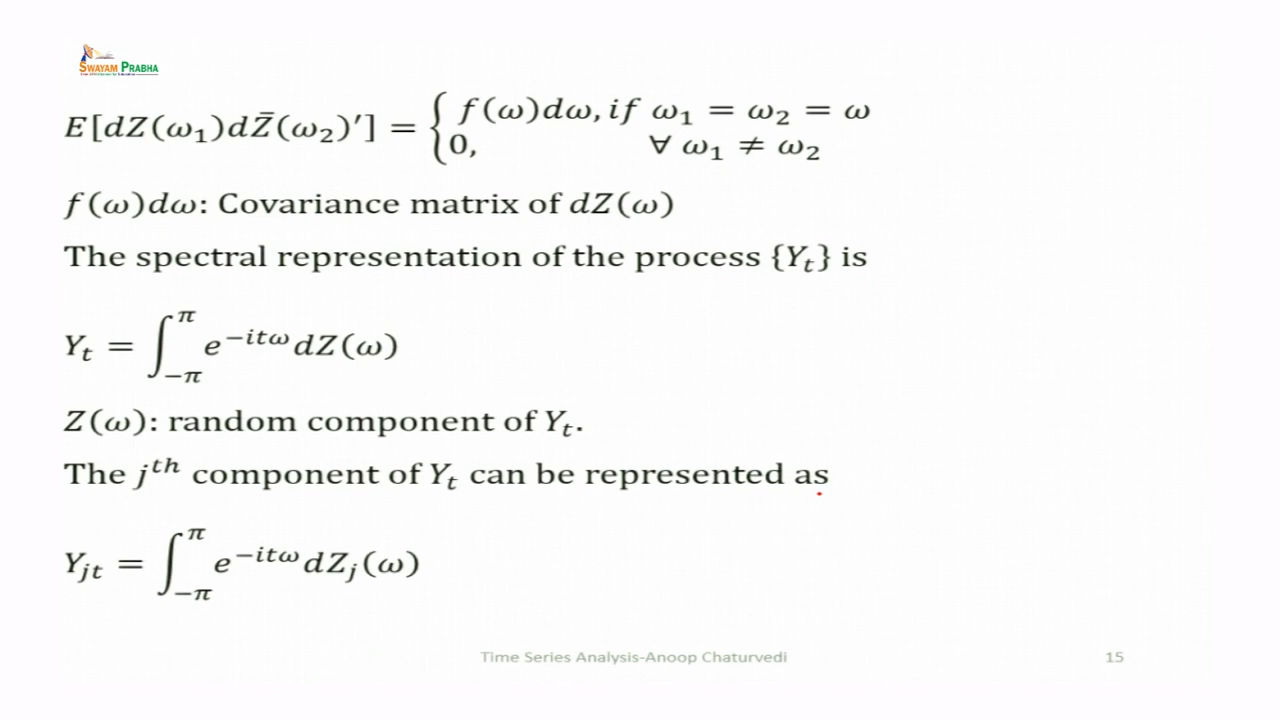 SWAYAM PRABHA
E[dZ(ω₁)dZ̄(ω₂)′] = { f(ω)dω, if ω₁ = ω₂ = ω
0, ∀ ω₁ ≠ ω₂
f(ω)dω: Covariance matrix of dZ(ω)
The spectral representation of the process {Yₜ} is
Yₜ = ∫_{−π}^{π} e^{−itω} dZ(ω)
Z(ω): random component of Yₜ.
The jᵗʰ component of Yₜ can be represented as
Yⱼₜ = ∫_{−π}^{π} e^{−itω} dZⱼ(ω)
Time Series Analysis-Anoop Chaturvedi 15